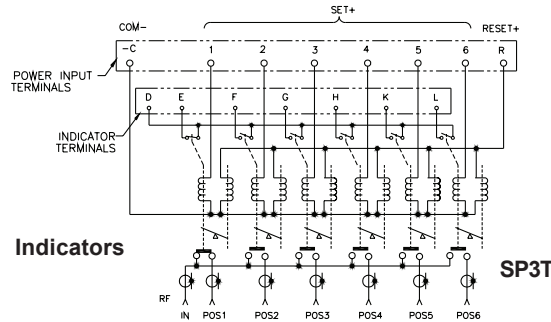 SET+
COM- RESET+
-C 1 2 3 4 5 6 R
POWER INPUT
TERMINALS
D E F G H K L
INDICATOR
TERMINALS
Indicators
SP3T
RF
IN POS1 POS2 POS3 POS4 POS5 POS6